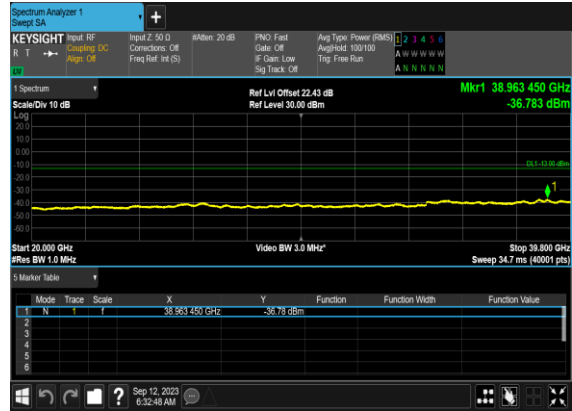 Spectrum Analyzer 1
Swept SA
+
KEYSIGHT
R T
LW
Input: RF
Coupling: DC
Align: Off
Input Z: 50 Ω
Corrections: Off
Freq Ref: Int (S)
#Atten: 20 dB
PNO: Fast
Gate: Off
IF Gain: Low
Sig Track: Off
Avg Type: Power (RMS)
Avg|Hold: 100/100
Trig: Free Run
1 2 3 4 5 6
A W W W W W
A N N N N N
1 Spectrum
Scale/Div 10 dB
Ref Lvl Offset 22.43 dB
Ref Level 30.00 dBm
Mkr1 38.963 450 GHz
-36.783 dBm
Log
20.0
10.0
0.00
-10.0
-20.0
-30.0
-40.0
-50.0
-60.0
DL1 -13.00 dBm
1
Start 20.000 GHz
#Res BW 1.0 MHz
Video BW 3.0 MHz*
Stop 39.800 GHz
Sweep 34.7 ms (40001 pts)
5 Marker Table
Mode Trace Scale X Y Function Function Width Function Value
1 N 1 f 38.963 450 GHz -36.78 dBm
2
3
4
5
6
?
Sep 12, 2023
6:32:48 AM